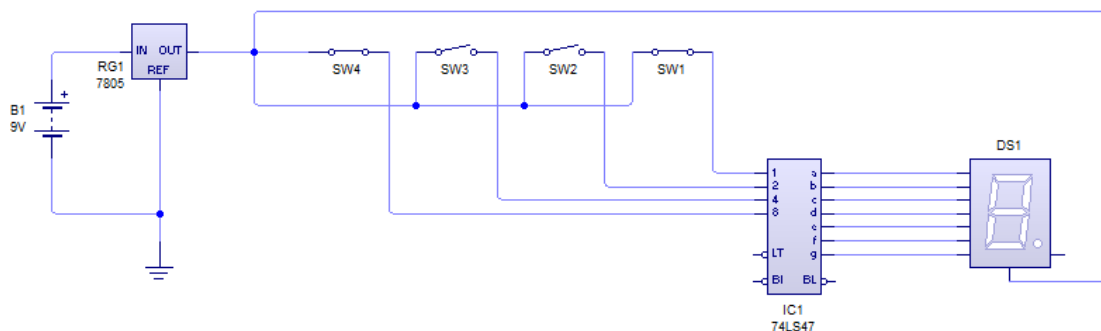 IN OUT
REF
RG1
7805
B1
9V
+
SW4
SW3
SW2
SW1
DS1
1 a
2 b
4 c
8 d
e
f
LT g
BI BL
IC1
74LS47